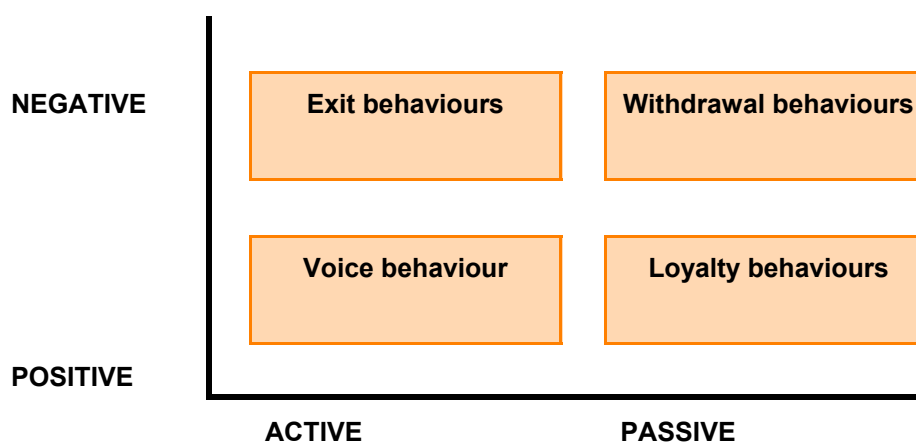 NEGATIVE
Exit behaviours
Withdrawal behaviours
Voice behaviour
Loyalty behaviours
POSITIVE
ACTIVE
PASSIVE